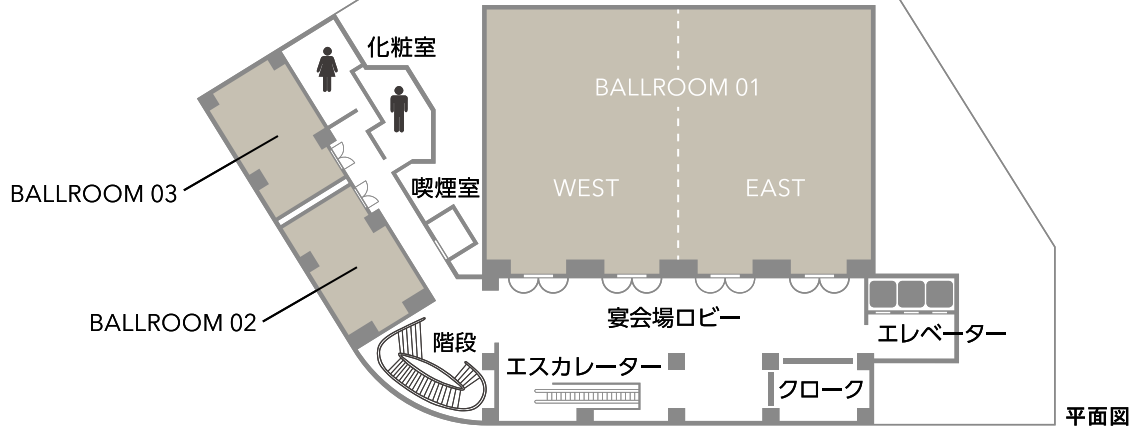 化粧室
BALLROOM 01
BALLROOM 03
喫煙室
WEST
EAST
BALLROOM 02
宴会場ロビー
階段
エレベーター
エスカレーター
クローク
平面図